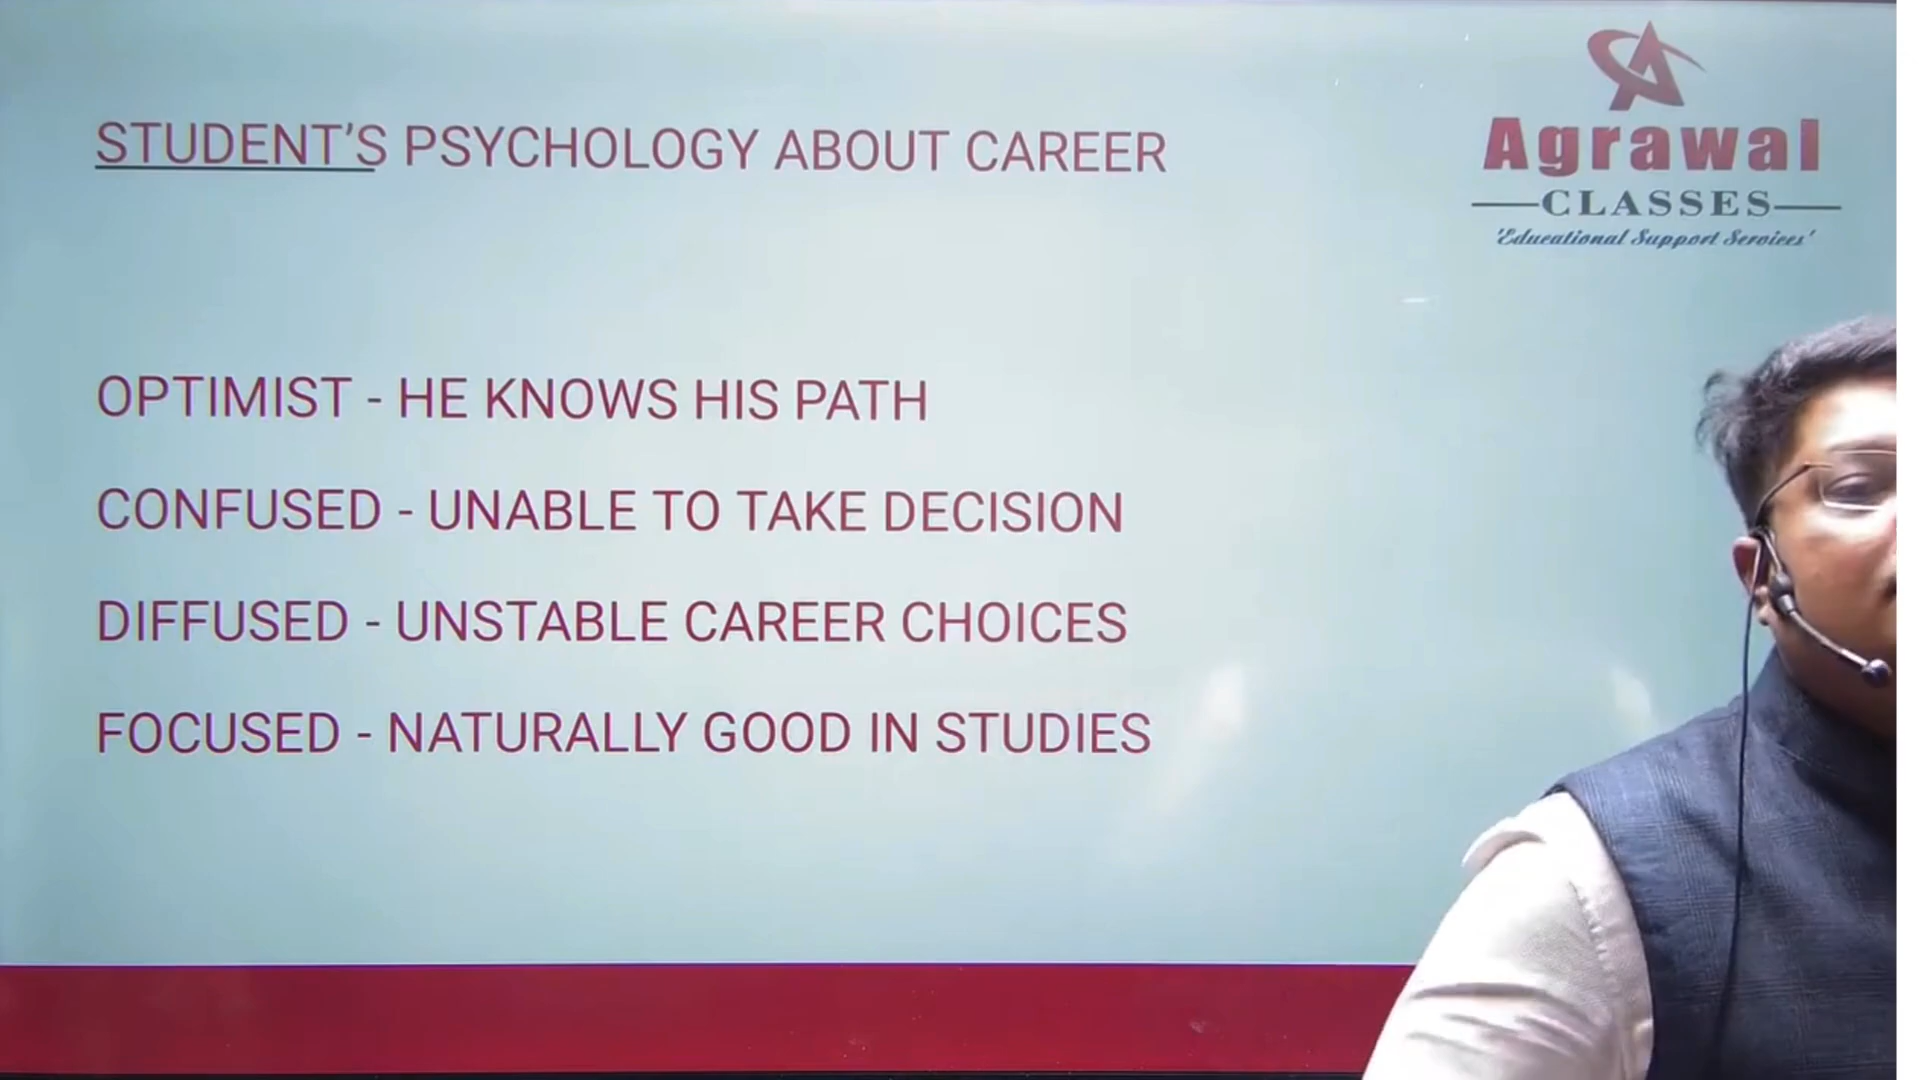 STUDENT'S PSYCHOLOGY ABOUT CAREER
Agrawal
CLASSES
'Educational Support Services'
OPTIMIST - HE KNOWS HIS PATH
CONFUSED - UNABLE TO TAKE DECISION
DIFFUSED - UNSTABLE CAREER CHOICES
FOCUSED - NATURALLY GOOD IN STUDIES